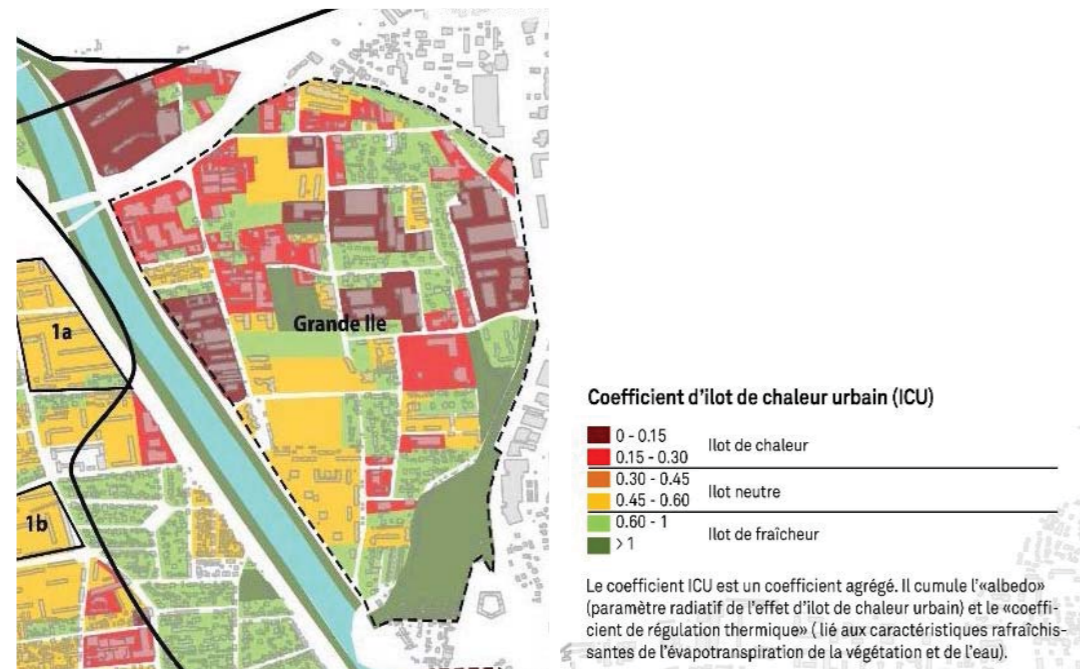 Grande Ile
1a
1b
Coefficient d'ilot de chaleur urbain (ICU)
0 - 0.15
Ilot de chaleur
0.15 - 0.30
0.30 - 0.45
Ilot neutre
0.45 - 0.60
0.60 - 1
Ilot de fraîcheur
> 1
Le coefficient ICU est un coefficient agrégé. Il cumule l'«albedo»
(paramètre radiatif de l'effet d'ilot de chaleur urbain) et le «coeffi-
cient de régulation thermique» ( lié aux caractéristiques rafraîchis-
santes de l'évapotranspiration de la végétation et de l'eau).